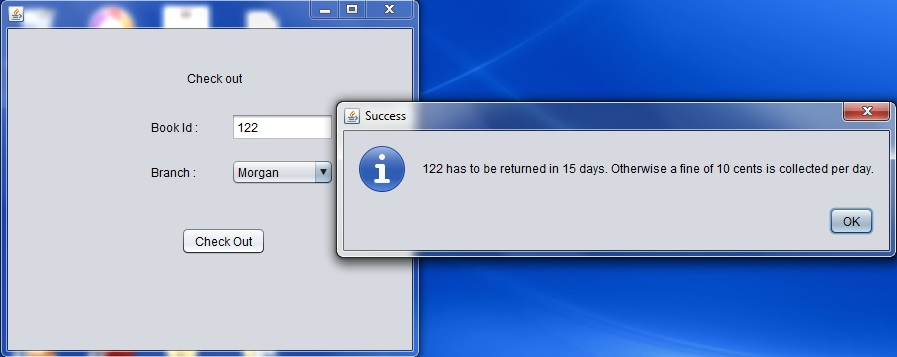 Check out
Book Id :
122
Branch :
Morgan
Check Out
Success
122 has to be returned in 15 days. Otherwise a fine of 10 cents is collected per day.
OK